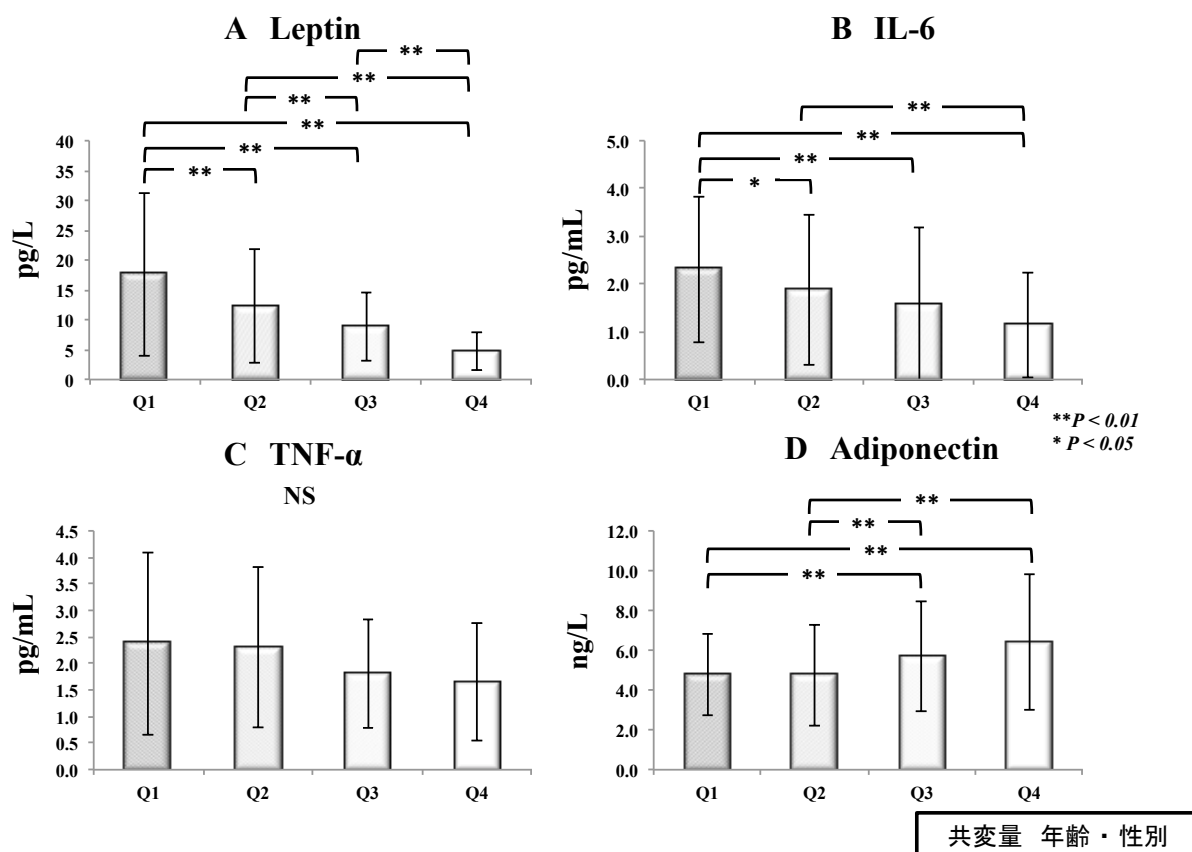 A Leptin
**
**
**
**
**
**
40
35
30
25
20
15
10
5
0
pg/L
Q1 Q2 Q3 Q4
B IL-6
**
**
**
*
5.0
4.0
3.0
2.0
1.0
0.0
pg/mL
Q1 Q2 Q3 Q4
**P < 0.01
* P < 0.05
C TNF-α
NS
4.5
4.0
3.5
3.0
2.5
2.0
1.5
1.0
0.5
0.0
pg/mL
Q1 Q2 Q3 Q4
D Adiponectin
**
**
**
**
12.0
10.0
8.0
6.0
4.0
2.0
0.0
ng/L
Q1 Q2 Q3 Q4
共変量 年齢・性別